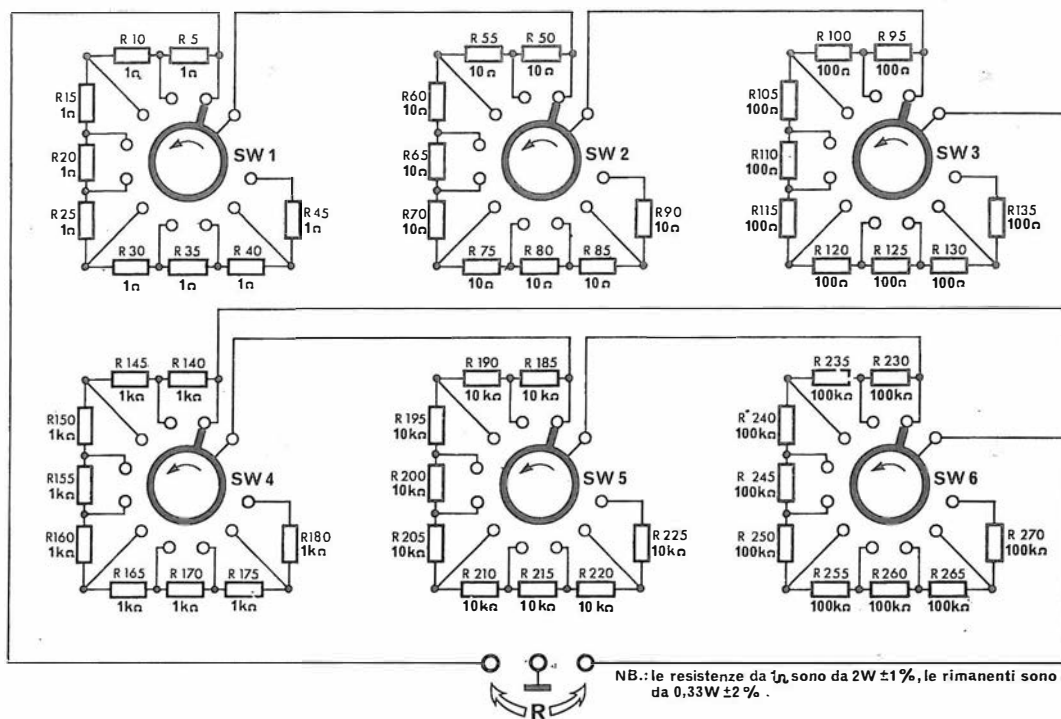 R 10 R 5
1Ω 1Ω
R15
1Ω
R20
1Ω
R25
1Ω
R 30 R 35 R 40
1Ω 1Ω 1Ω
R 45
1Ω
SW 1
R 55 R 50
10Ω 10Ω
R60
10Ω
R65
10Ω
R70
10Ω
R 75 R 80 R 85
10Ω 10Ω 10Ω
R 90
10Ω
SW 2
R 100 R 95
100Ω 100Ω
R105
100Ω
R110
100Ω
R115
100Ω
R 120 R 125 R 130
100Ω 100Ω 100Ω
R 135
100Ω
SW 3
R 145 R 140
1kΩ 1kΩ
R150
1kΩ
R155
1kΩ
R160
1kΩ
R 165 R 170 R 175
1kΩ 1kΩ 1kΩ
R180
1kΩ
SW 4
R 190 R 185
10 kΩ 10 kΩ
R 195
10kΩ
R 200
10kΩ
R 205
10kΩ
R 210 R 215 R 220
10kΩ 10 kΩ 10 kΩ
R 225
10kΩ
SW 5
R 235 R 230
100kΩ 100kΩ
R 240
100kΩ
R 245
100kΩ
R 250
100kΩ
R 255 R 260 R 265
100kΩ 100kΩ 100kΩ
R 270
100kΩ
SW 6
R
NB.: le resistenze da 1Ω sono da 2W ±1%, le rimanenti sono
da 0,33W ±2% .